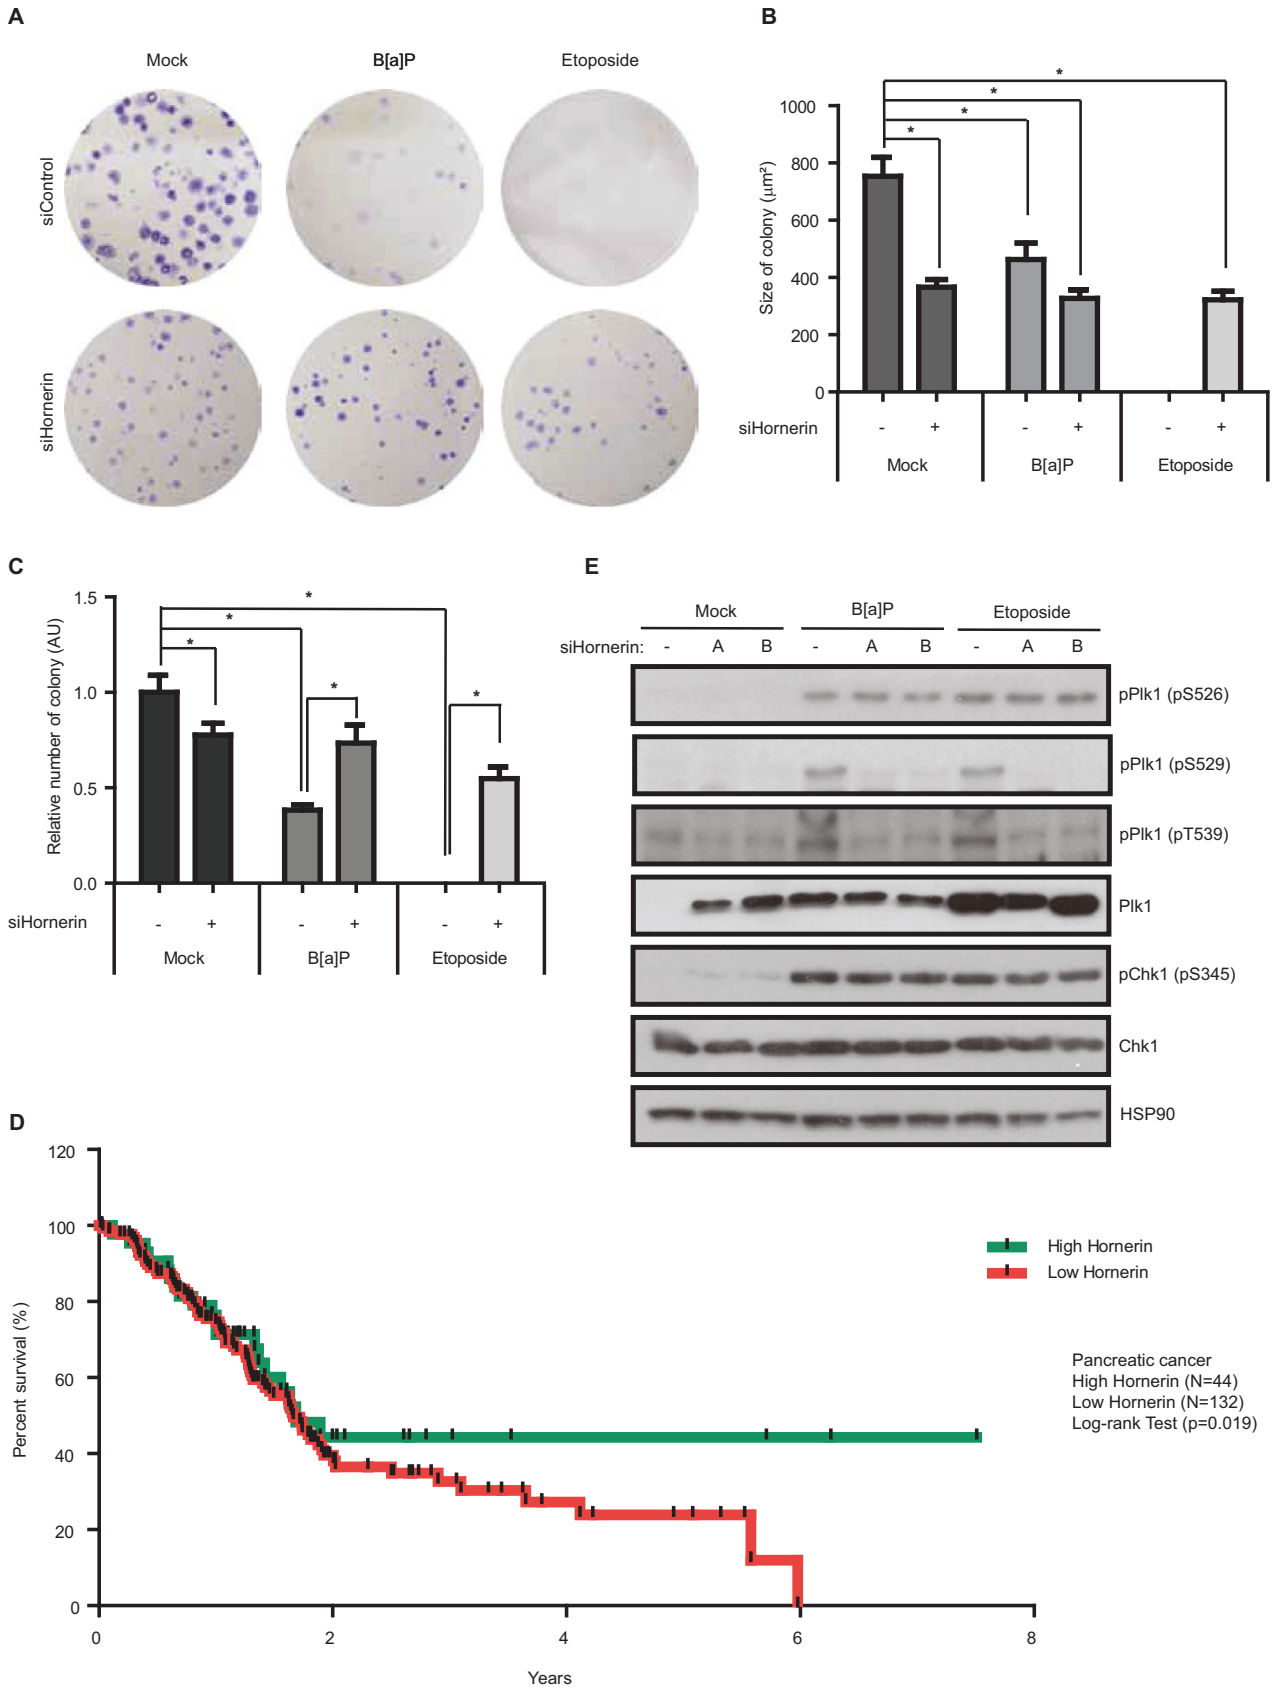 A
Mock
B[a]P
Etoposide
siControl
siHornerin
B
Size of colony (µm²)
1000
800
600
400
200
0
*
*
*
*
siHornerin
-
+
-
+
-
+
Mock
B[a]P
Etoposide
C
Relative number of colony (AU)
1.5
1.0
0.5
0.0
*
*
*
*
*
siHornerin
-
+
-
+
-
+
Mock
B[a]P
Etoposide
E
Mock
B[a]P
Etoposide
siHornerin:
-
A
B
-
A
B
-
A
B
pPlk1 (pS526)
pPlk1 (pS529)
pPlk1 (pT539)
Plk1
pChk1 (pS345)
Chk1
HSP90
D
Percent survival (%)
120
100
80
60
40
20
0
0
2
4
6
8
Years
High Hornerin
Low Hornerin
Pancreatic cancer
High Hornerin (N=44)
Low Hornerin (N=132)
Log-rank Test (p=0.019)